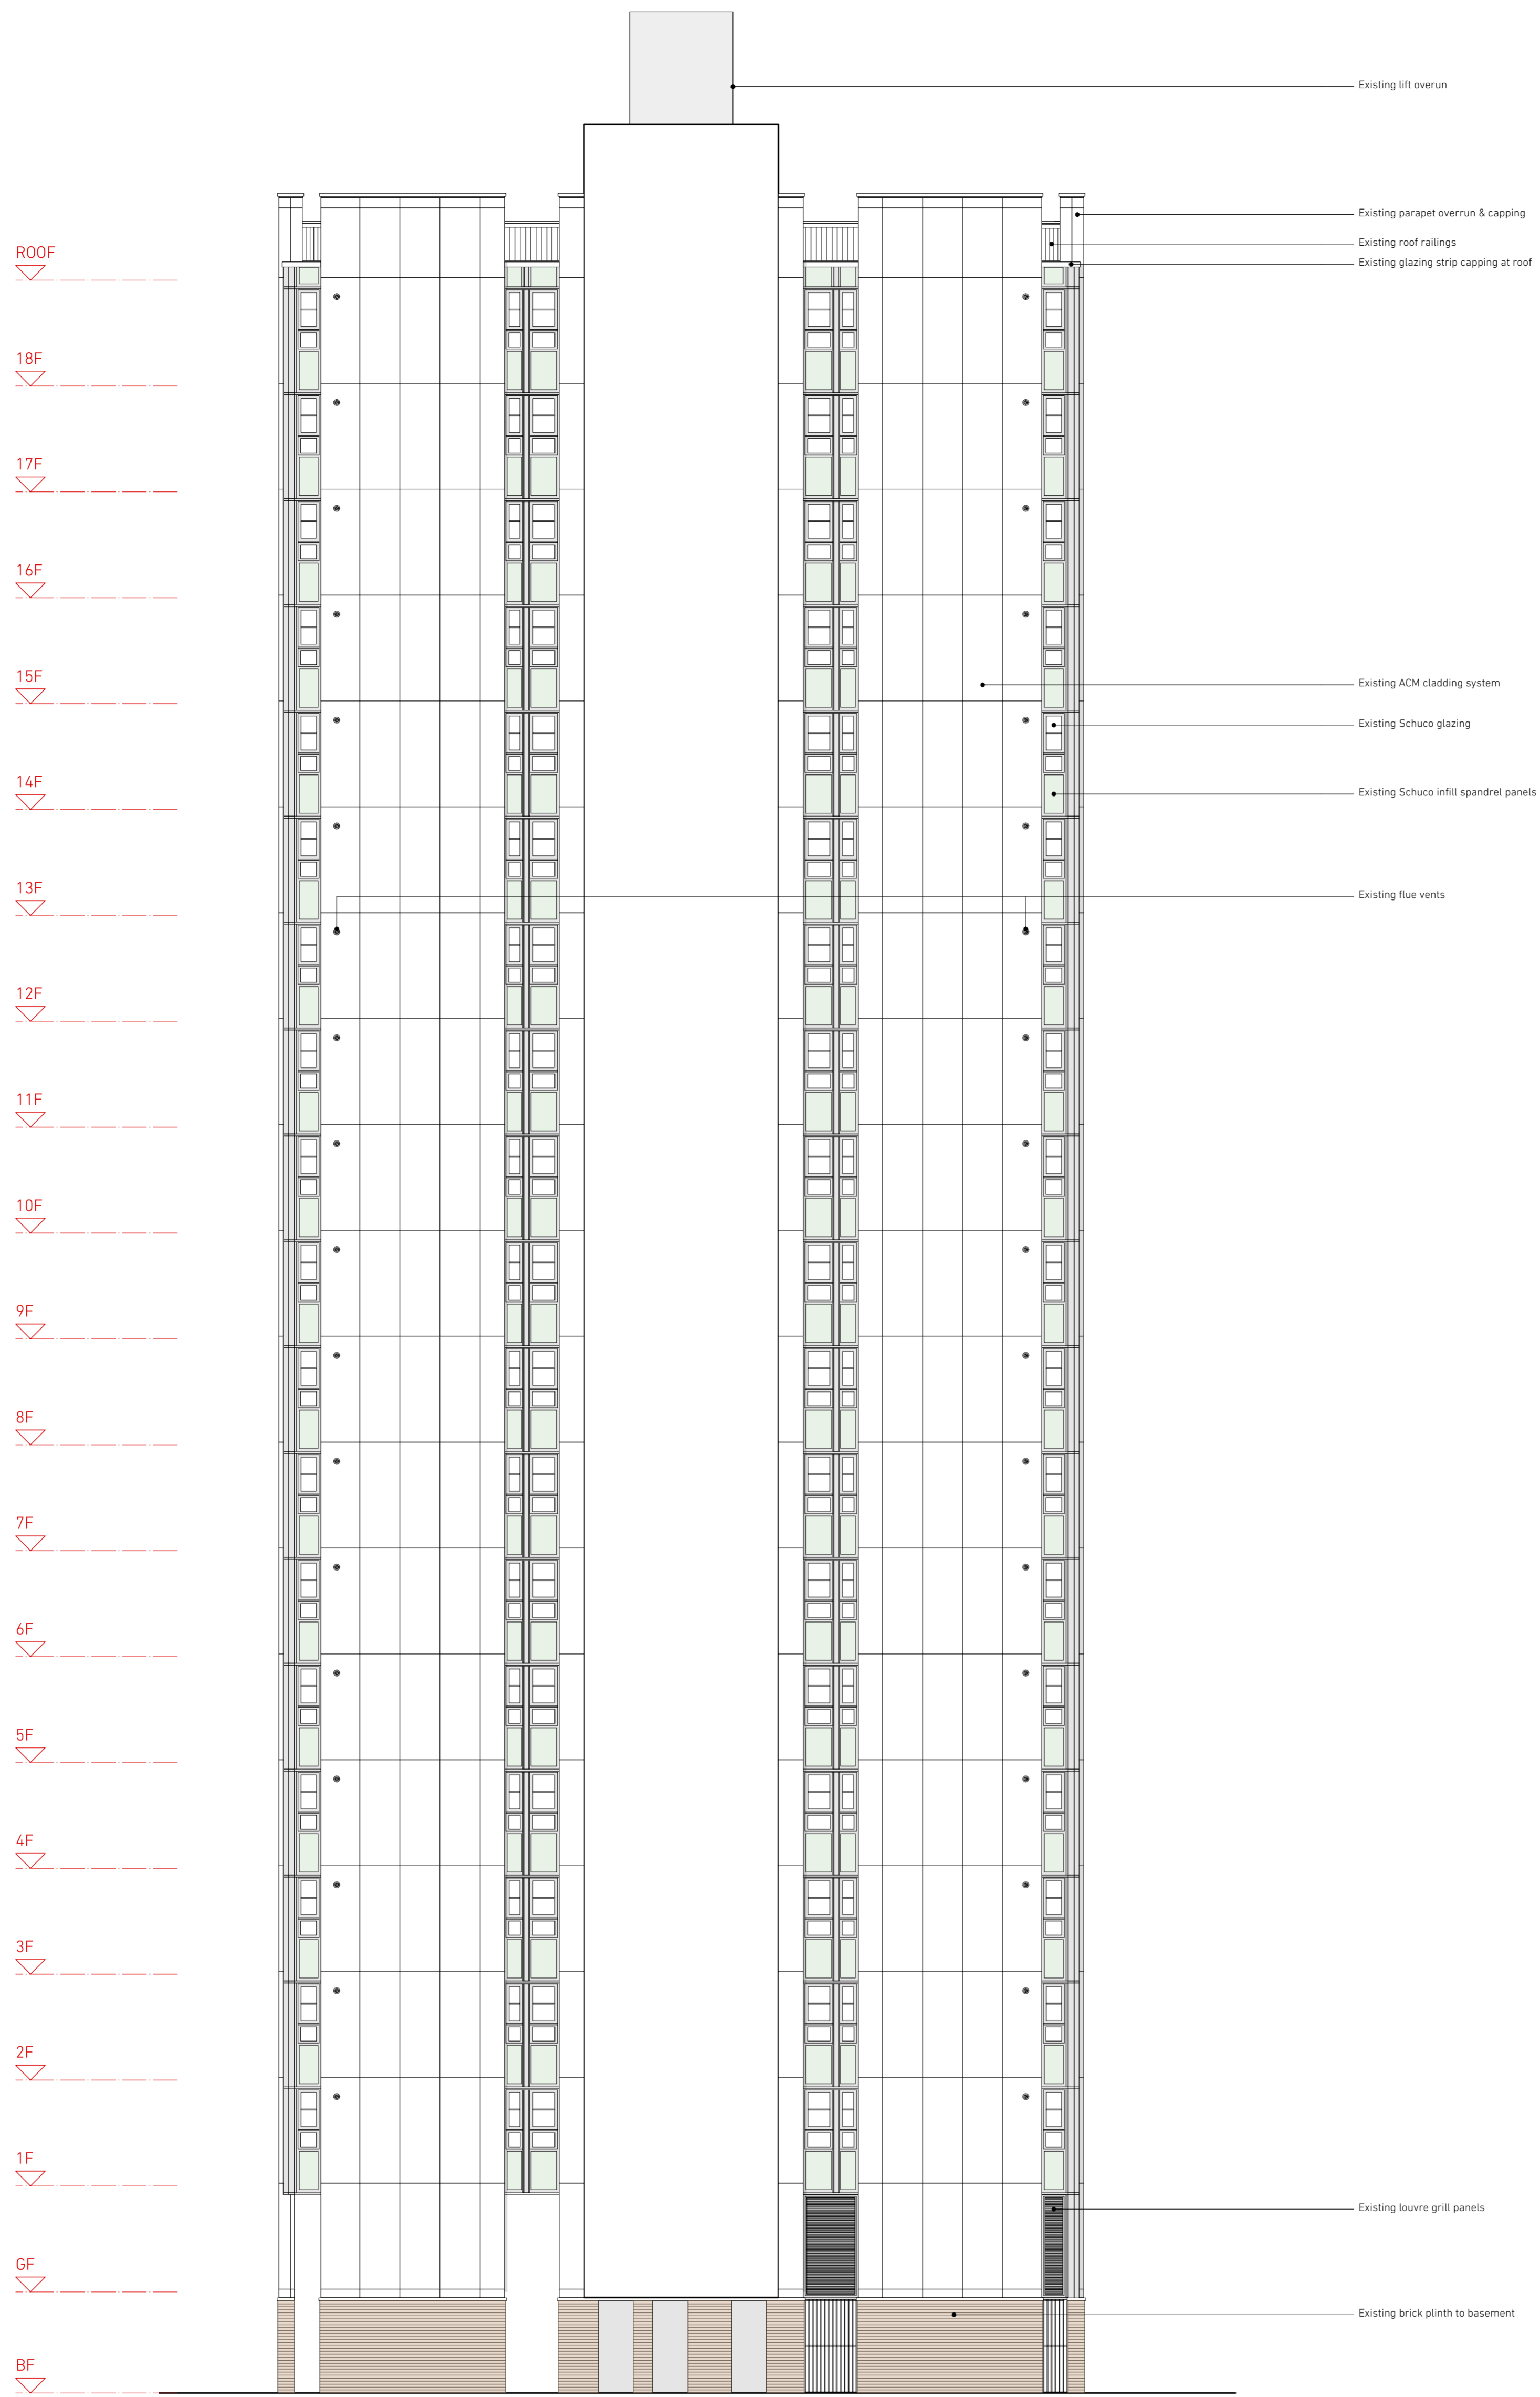 Existing lift overun
Existing parapet overrun & capping
Existing roof railings
ROOF
Existing glazing strip capping at roof
18F
17F
16F
15F
Existing ACM cladding system
Existing Schuco glazing
14F
Existing Schuco infill spandrel panels
13F
Existing flue vents
12F
11F
10F
9F
8F
7F
6F
5F
4F
3F
2F
1F
Existing louvre grill panels
GF
Existing brick plinth to basement
BF